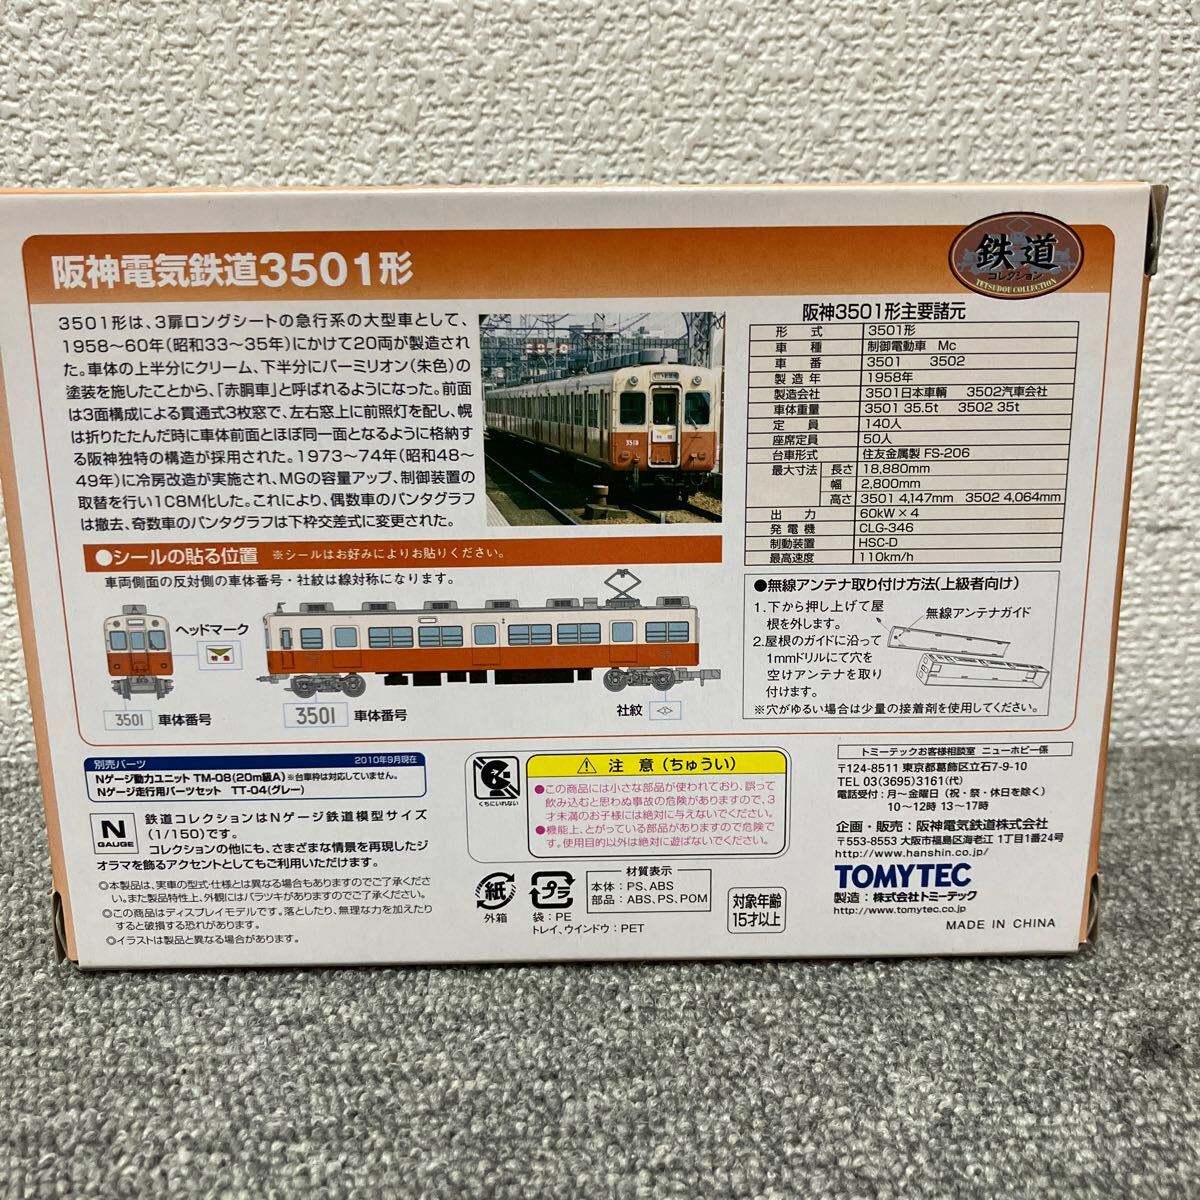 阪神電気鉄道3501形
鉄道
コレクション
TETSUDOU COLLECTION
3501形は、3扉ロングシートの急行系の大型車として、
1958〜60年(昭和33〜35年)にかけて20両が製造され
た。車体の上半分にクリーム、下半分にバーミリオン(朱色)の
塗装を施したことから、「赤胴車」と呼ばれるようになった。前面
は3面構成による貫通式3枚窓で、左右窓上に前照灯を配し、幌
は折りたたんだ時に車体前面とほぼ同一面となるように格納す
る阪神独特の構造が採用された。1973〜74年(昭和48〜
49年)に冷房改造が実施され、MGの容量アップ、制御装置の
取替を行い1C8M化した。これにより、偶数車のパンタグラフ
は撤去、奇数車のパンタグラフは下枠交差式に変更された。
阪神3501形主要諸元
形式 3501形
車種 制御電動車 Mc
車番 3501 3502
製造年 1958年
製造会社 3501日本車輌 3502汽車会社
車体重量 3501 35.5t 3502 35t
定員 140人
座席定員 50人
台車形式 住友金属製 FS-206
最大寸法 長さ 18,880mm
幅 2,800mm
高さ 3501 4,147mm 3502 4,064mm
出力 60kW×4
発電機 CLG-346
制動装置 HSC-D
最高速度 110km/h
●シールの貼る位置 ※シールはお好みによりお貼りください。
車両側面の反対側の車体番号・社紋は線対称になります。
ヘッドマーク
特急
3501 車体番号
3501 車体番号
社紋
●無線アンテナ取り付け方法(上級者向け)
1.下から押し上げて屋
根を外します。
2.屋根のガイドに沿って
1mmドリルにて穴を
空けアンテナを取り
付けます。
無線アンテナガイド
※穴がゆるい場合は少量の接着剤を使用してください。
別売パーツ 2010年9月現在
Nゲージ動力ユニット TM-08(20m級A) ※台車枠は対応していません。
Nゲージ走行用パーツセット TT-04(グレー)
N
GAUGE
鉄道コレクションはNゲージ鉄道模型サイズ
(1/150)です。
コレクションの他にも、さまざまな情景を再現したジ
オラマを飾るアクセントとしてもご利用いただけます。
◎本製品は、実車の型式・仕様とは異なる場合もありますのでご了承くださ
い。また製品特性上、外観にはバラツキがありますのでご了承ください。
◇この商品はディスプレイモデルです。落としたり、無理な力を加えたり
すると破損する恐れがあります。
◇イラストは製品と異なる場合があります。
くちにいれない
注意(ちゅうい)
●この商品には小さな部品が使われており、誤って
飲み込むと思わぬ事故の危険がありますので、3
才未満のお子様には絶対に与えないでください。
●機能上、とがっている部品がありますので危険で
す。使用目的以外は絶対に遊ばないでください。
紙
外箱
プラ
袋:PE
トレイ、ウインドウ:PET
材質表示
本体:PS、ABS
部品:ABS、PS、POM
対象年齢
15才以上
トミーテックお客様相談室 ニューホビー係
〒124-8511 東京都葛飾区立石7-9-10
TEL 03(3695)3161(代)
電話受付:月〜金曜日(祝・祭・休日を除く)
10〜12時 13〜17時
企画・販売:阪神電気鉄道株式会社
〒553-8553 大阪市福島区海老江 1丁目1番24号
http://www.hanshin.co.jp/
TOMYTEC
製造:株式会社トミーテック
http://www.tomytec.co.jp
MADE IN CHINA